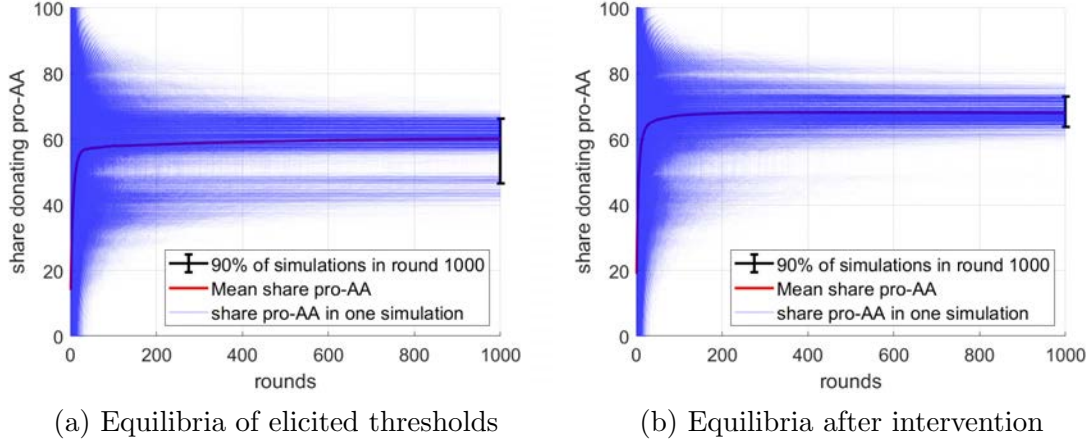 100
80
60
40
20
0
share donating pro-AA
0 200 400 600 800 1000
rounds
90% of simulations in round 1000
Mean share pro-AA
share pro-AA in one simulation
(a) Equilibria of elicited thresholds
100
80
60
40
20
0
share donating pro-AA
0 200 400 600 800 1000
rounds
90% of simulations in round 1000
Mean share pro-AA
share pro-AA in one simulation
(b) Equilibria after intervention